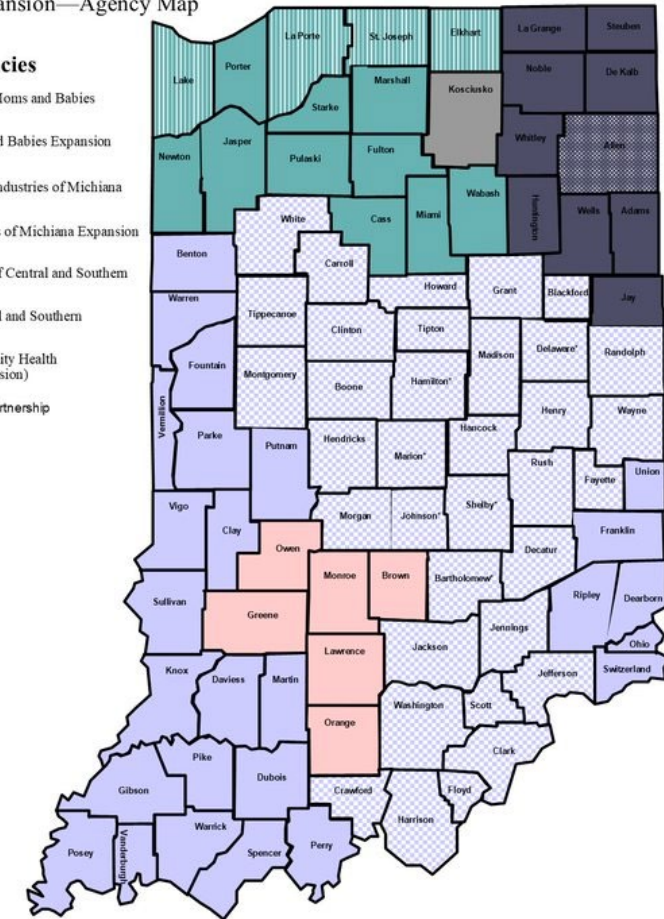 ansion—Agency Map
cies
Moms and Babies
d Babies Expansion
ndustries of Michiana
s of Michiana Expansion
f Central and Southern
l and Southern
ity Health
sion)
rtnership
La Porte
St. Joseph
Elkhart
La Grange
Steuben
Lake
Porter
Marshall
Noble
De Kalb
Kosciusko
Starke
Newton
Jasper
Pulaski
Fulton
Whitley
Allen
White
Cass
Miami
Wabash
Huntington
Wells
Adams
Benton
Carroll
Howard
Grant
Blackford
Jay
Warren
Tippecanoe
Clinton
Tipton
Madison
Delaware*
Randolph
Fountain
Montgomery
Boone
Hamilton*
Henry
Wayne
Vermillion
Parke
Putnam
Hendricks
Marion*
Hancock
Rush
Fayette
Union
Vigo
Clay
Morgan
Johnson*
Shelby*
Franklin
Owen
Decatur
Monroe
Brown
Bartholomew*
Ripley
Dearborn
Sullivan
Greene
Jennings
Ohio
Lawrence
Jackson
Jefferson
Switzerland
Knox
Daviess
Martin
Orange
Washington
Scott
Clark
Pike
Gibson
Dubois
Crawford
Floyd
Harrison
Posey
Vanderburgh
Warrick
Spencer
Perry